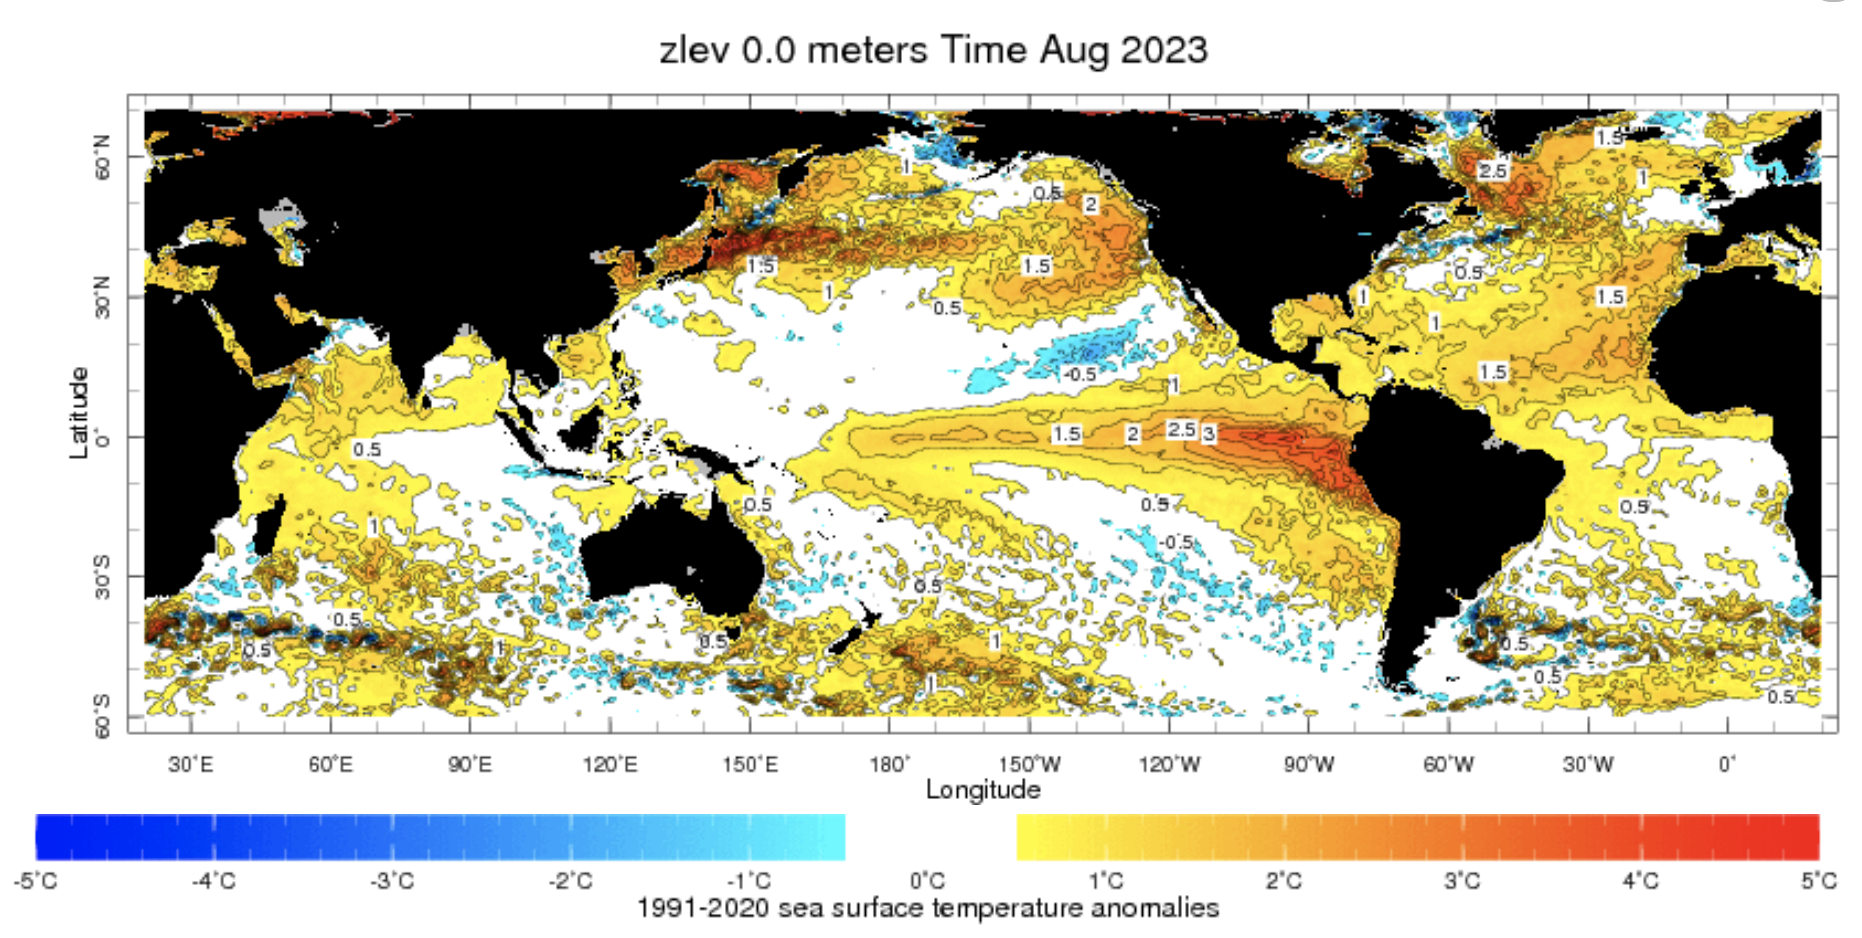 zlev 0.0 meters Time Aug 2023
60°N
30°N
0°
30°S
60°S
Latitude
1.5
1
2.5
1
0.5
2
1.5
1.5
0.5
1
0.5
1
1.5
1
1.5
-0.5
1
0.5
1.5
2
2.5
3
0.5
0.5
0.5
1
-0.5
0.5
0.5
0.5
1
0.5
1
0.5
0.5
1
0.5
0.5
30°E
60°E
90°E
120°E
150°E
180°
150°W
120°W
90°W
60°W
30°W
0°
Longitude
-5°C
-4°C
-3°C
-2°C
-1°C
0°C
1°C
2°C
3°C
4°C
5°C
1991-2020 sea surface temperature anomalies